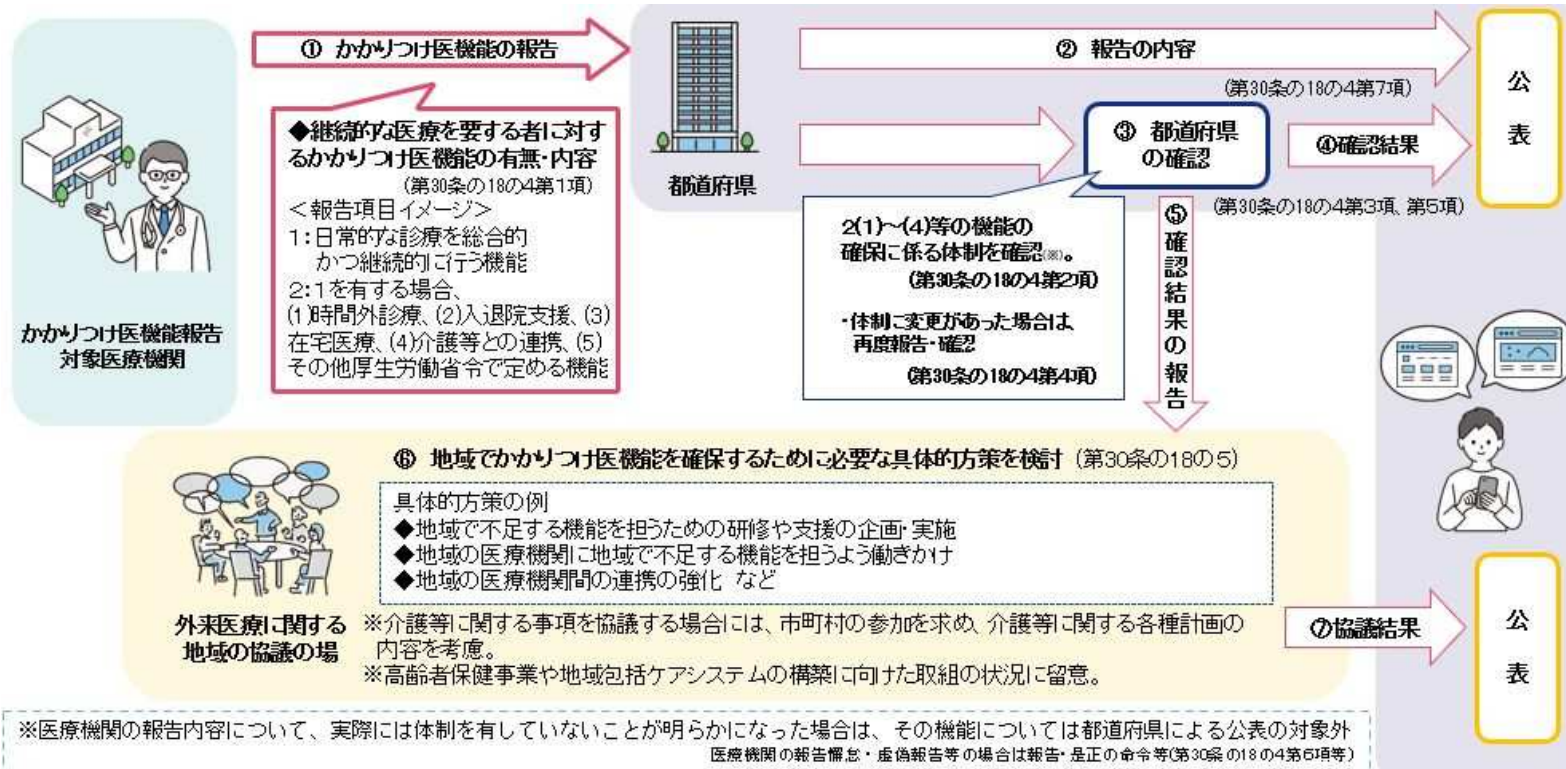 ① かかりつけ医機能の報告
② 報告の内容
(第30条の18の4第7項)
公
表
◆継続的な医療を要する者に対す
るかかりつけ医機能の有無・内容
(第30条の18の4第1項)
<報告項目イメージ>
1:日常的な診療を総合的
かつ継続的に行う機能
2:1を有する場合、
(1)時間外診療、(2)入退院支援、(3)
在宅医療、(4)介護等との連携、(5)
その他厚生労働省令で定める機能
かかりつけ医機能報告
対象医療機関
都道府県
③ 都道府県
の確認
④確認結果
(第30条の18の4第3項、第5項)
2(1)~(4)等の機能の
確保に係る体制を確認(※)。
(第30条の18の4第2項)
・体制に変更があった場合は、
再度報告・確認
(第30条の18の4第4項)
⑤確認結果の報告
⑥ 地域でかかりつけ医機能を確保するために必要な具体的方策を検討 (第30条の18の5)
具体的方策の例
◆地域で不足する機能を担うための研修や支援の企画・実施
◆地域の医療機関に地域で不足する機能を担うよう働きかけ
◆地域の医療機関間の連携の強化 など
外来医療に関する
地域の協議の場
※介護等に関する事項を協議する場合には、市町村の参加を求め、介護等に関する各種計画の
内容を考慮。
※高齢者保健事業や地域包括ケアシステムの構築に向けた取組の状況に留意。
⑦協議結果
公
表
※医療機関の報告内容について、実際には体制を有していないことが明らかになった場合は、その機能については都道府県による公表の対象外
医療機関の報告懈怠・虚偽報告等の場合は報告・是正の命令等(第30条の18の4第6項等)